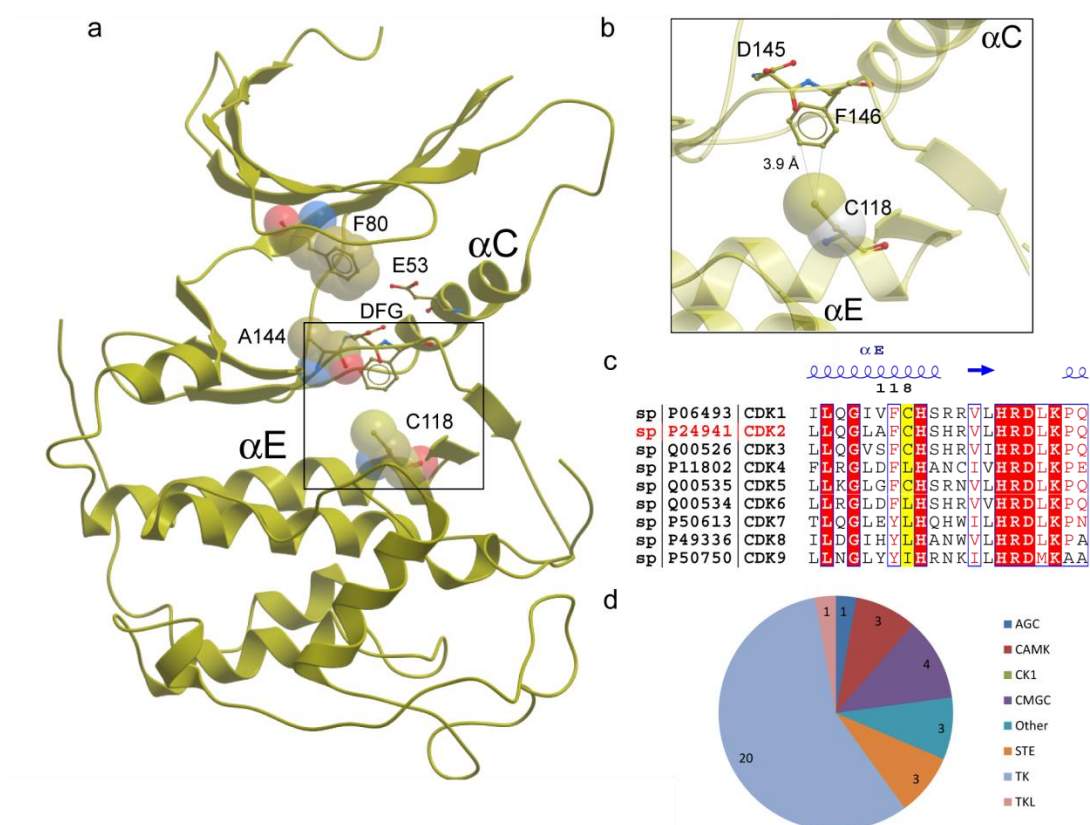 a
F80
αC
E53
DFG
A144
C118
αE
b
αC
D145
F146
3.9 Å
C118
αE
c
αE
118
sp|P06493|CDK1 ILQGIVFCHSRRVLHRDLKPQ
sp|P24941|CDK2 LLQGLAFCHSHRVLHRDLKPQ
sp|Q00526|CDK3 LLQGVSFCHSHRVIHRDLKPQ
sp|P11802|CDK4 FLRGLDFLHANCIVHRDLKPE
sp|Q00535|CDK5 LLKGLGFCHSRNVLHRDLKPQ
sp|Q00534|CDK6 LLRGLDFLHSHRVVHRDLKPQ
sp|P50613|CDK7 TLQGLEYLHQHWILHRDLKPN
sp|P49336|CDK8 ILDGIHYLHANWVLHRDLKPA
sp|P50750|CDK9 LLNGLYYIHRNKILHRDMKAA
d
1
1
3
4
3
3
20
AGC
CAMK
CK1
CMGC
Other
STE
TK
TKL